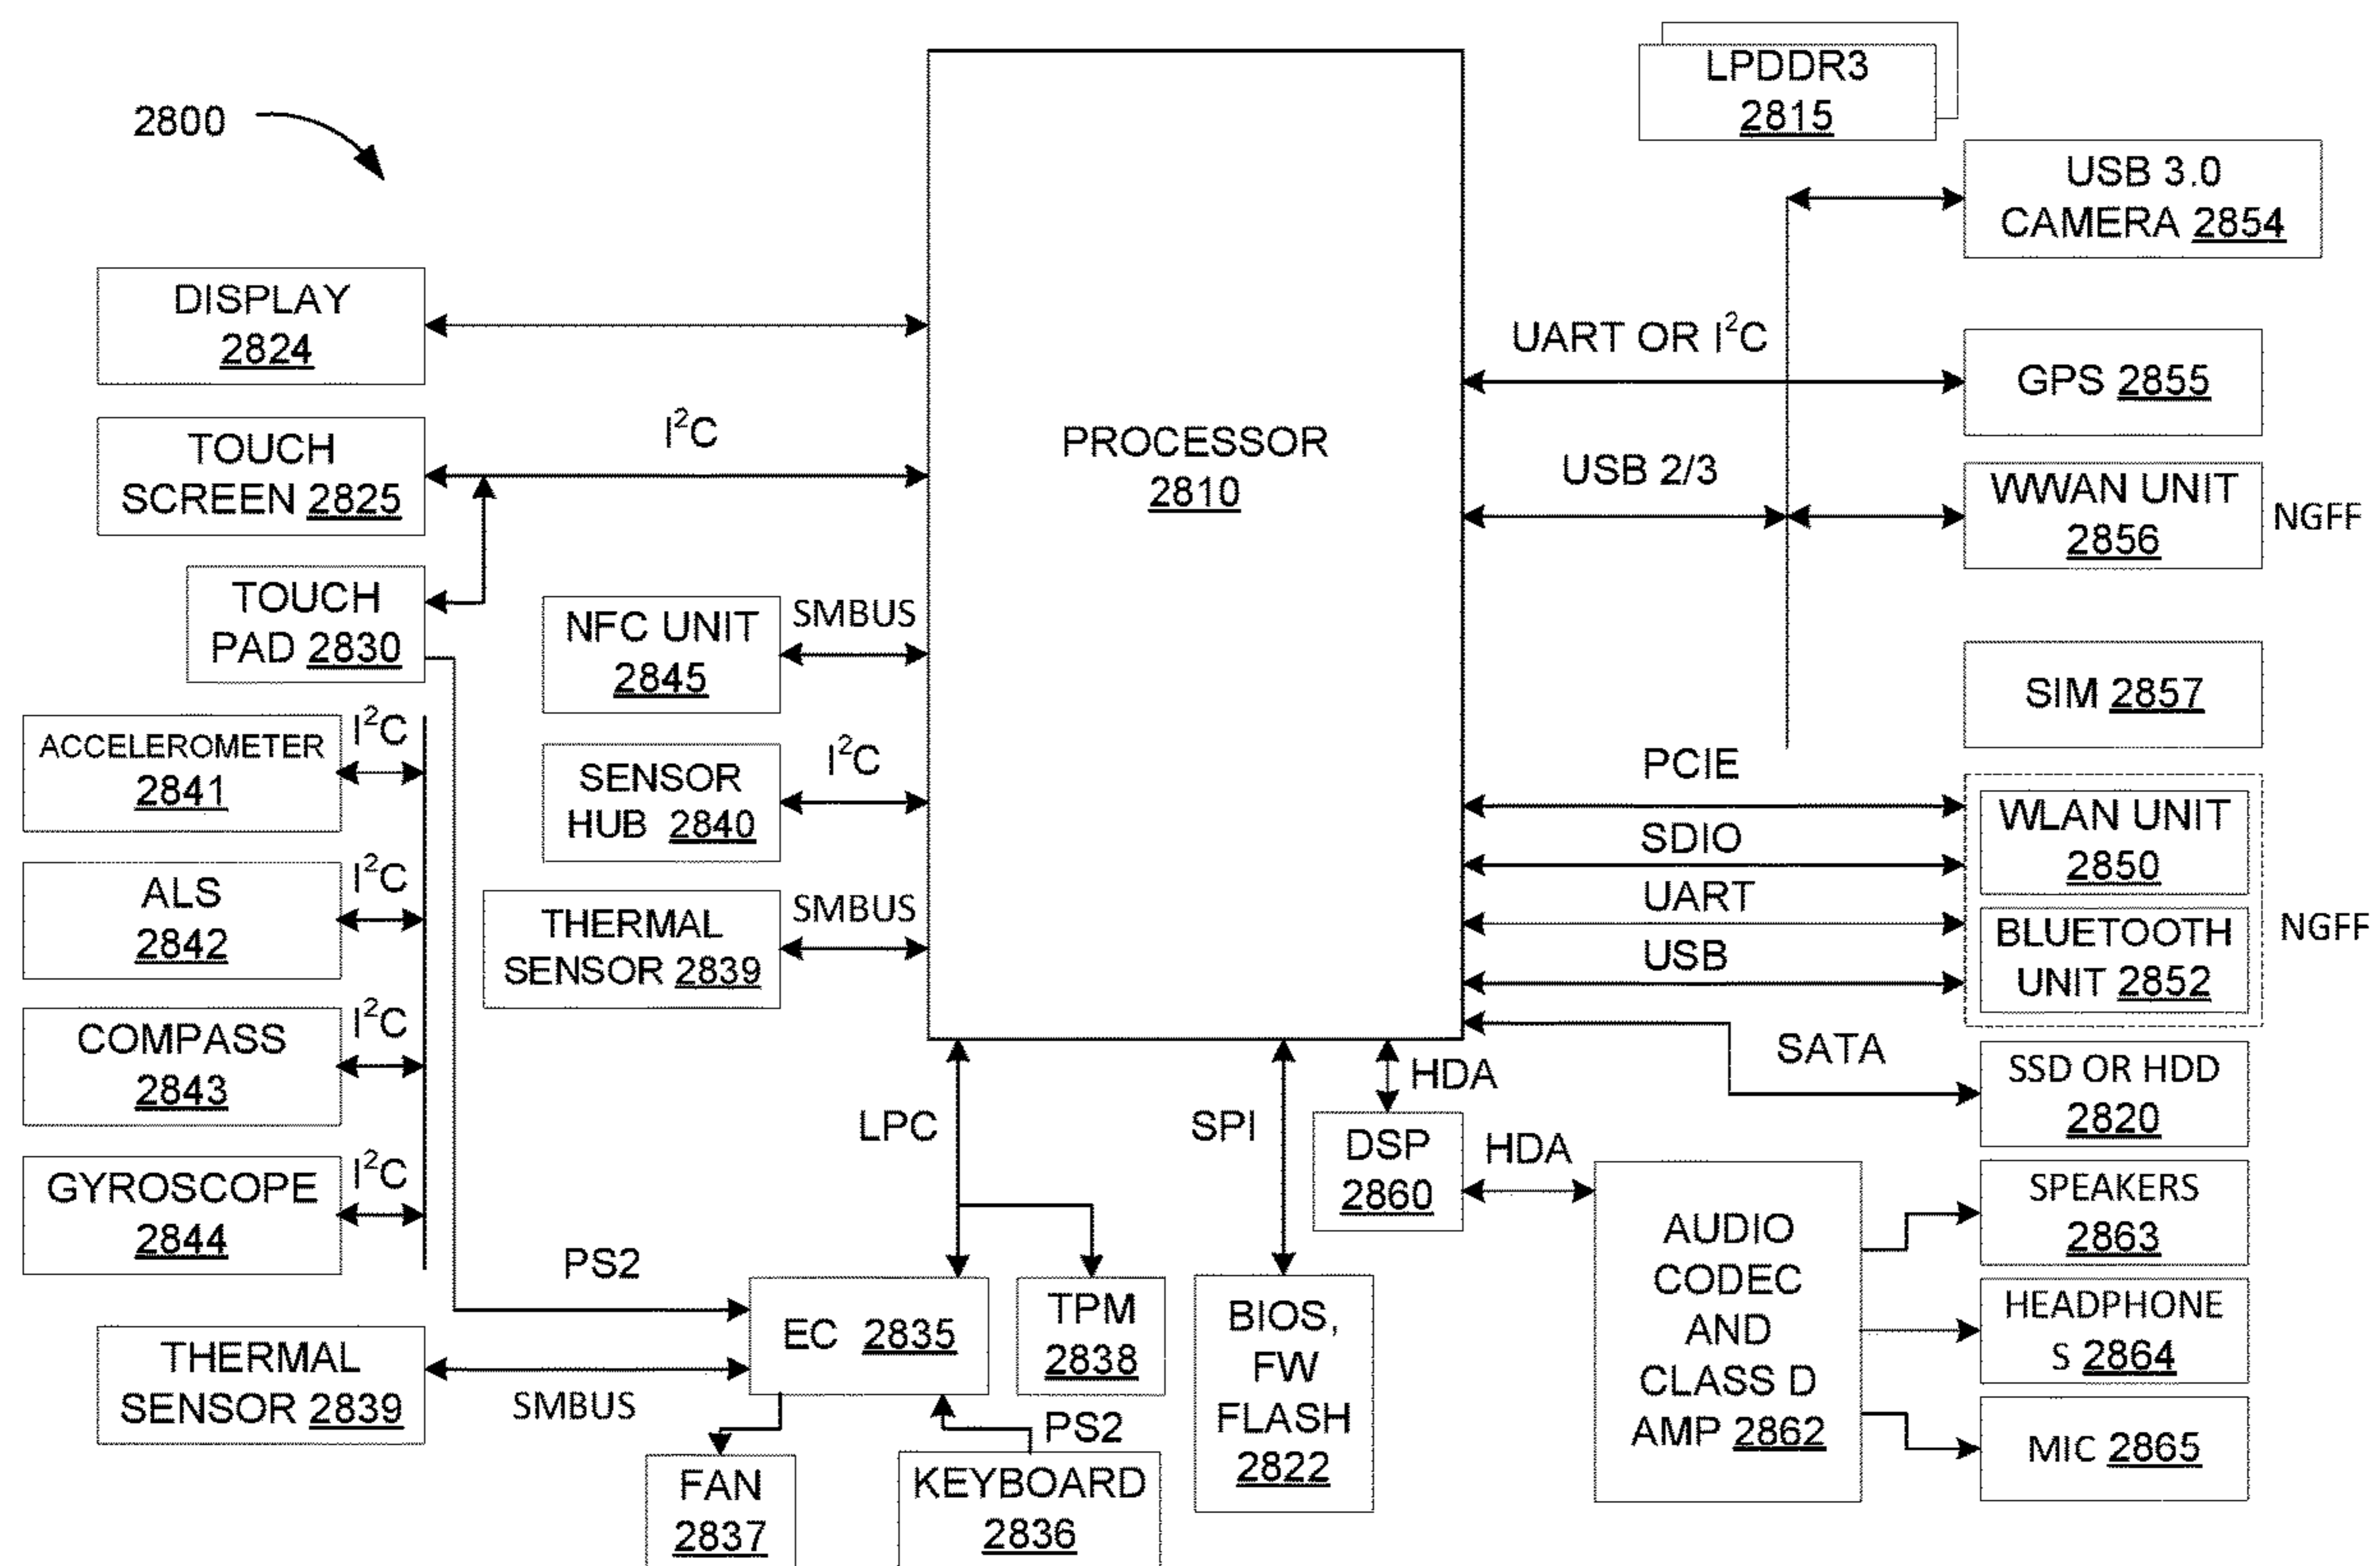 2800
LPDDR3
2815
USB 3.0
CAMERA 2854
DISPLAY
2824
UART OR I²C
GPS 2855
TOUCH
SCREEN 2825
I²C
PROCESSOR
2810
USB 2/3
WWAN UNIT
2856
NGFF
TOUCH
PAD 2830
NFC UNIT
2845
SMBUS
SIM 2857
ACCELEROMETER
2841
I²C
SENSOR
HUB 2840
I²C
PCIE
SDIO
UART
USB
WLAN UNIT
2850
BLUETOOTH
UNIT 2852
NGFF
ALS
2842
I²C
THERMAL
SENSOR 2839
SMBUS
COMPASS
2843
I²C
SATA
SSD OR HDD
2820
GYROSCOPE
2844
I²C
LPC
SPI
HDA
DSP
2860
HDA
AUDIO
CODEC
AND
CLASS D
AMP 2862
SPEAKERS
2863
HEADPHONE
S 2864
MIC 2865
PS2
EC 2835
TPM
2838
BIOS,
FW
FLASH
2822
THERMAL
SENSOR 2839
SMBUS
PS2
FAN
2837
KEYBOARD
2836